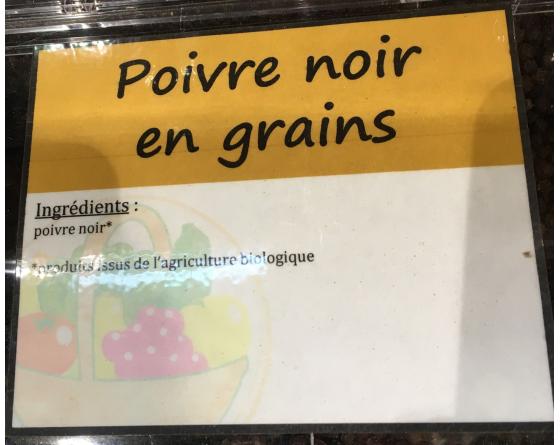 Poivre noir
en grains
Ingrédients :
poivre noir*
*produits issus de l'agriculture biologique